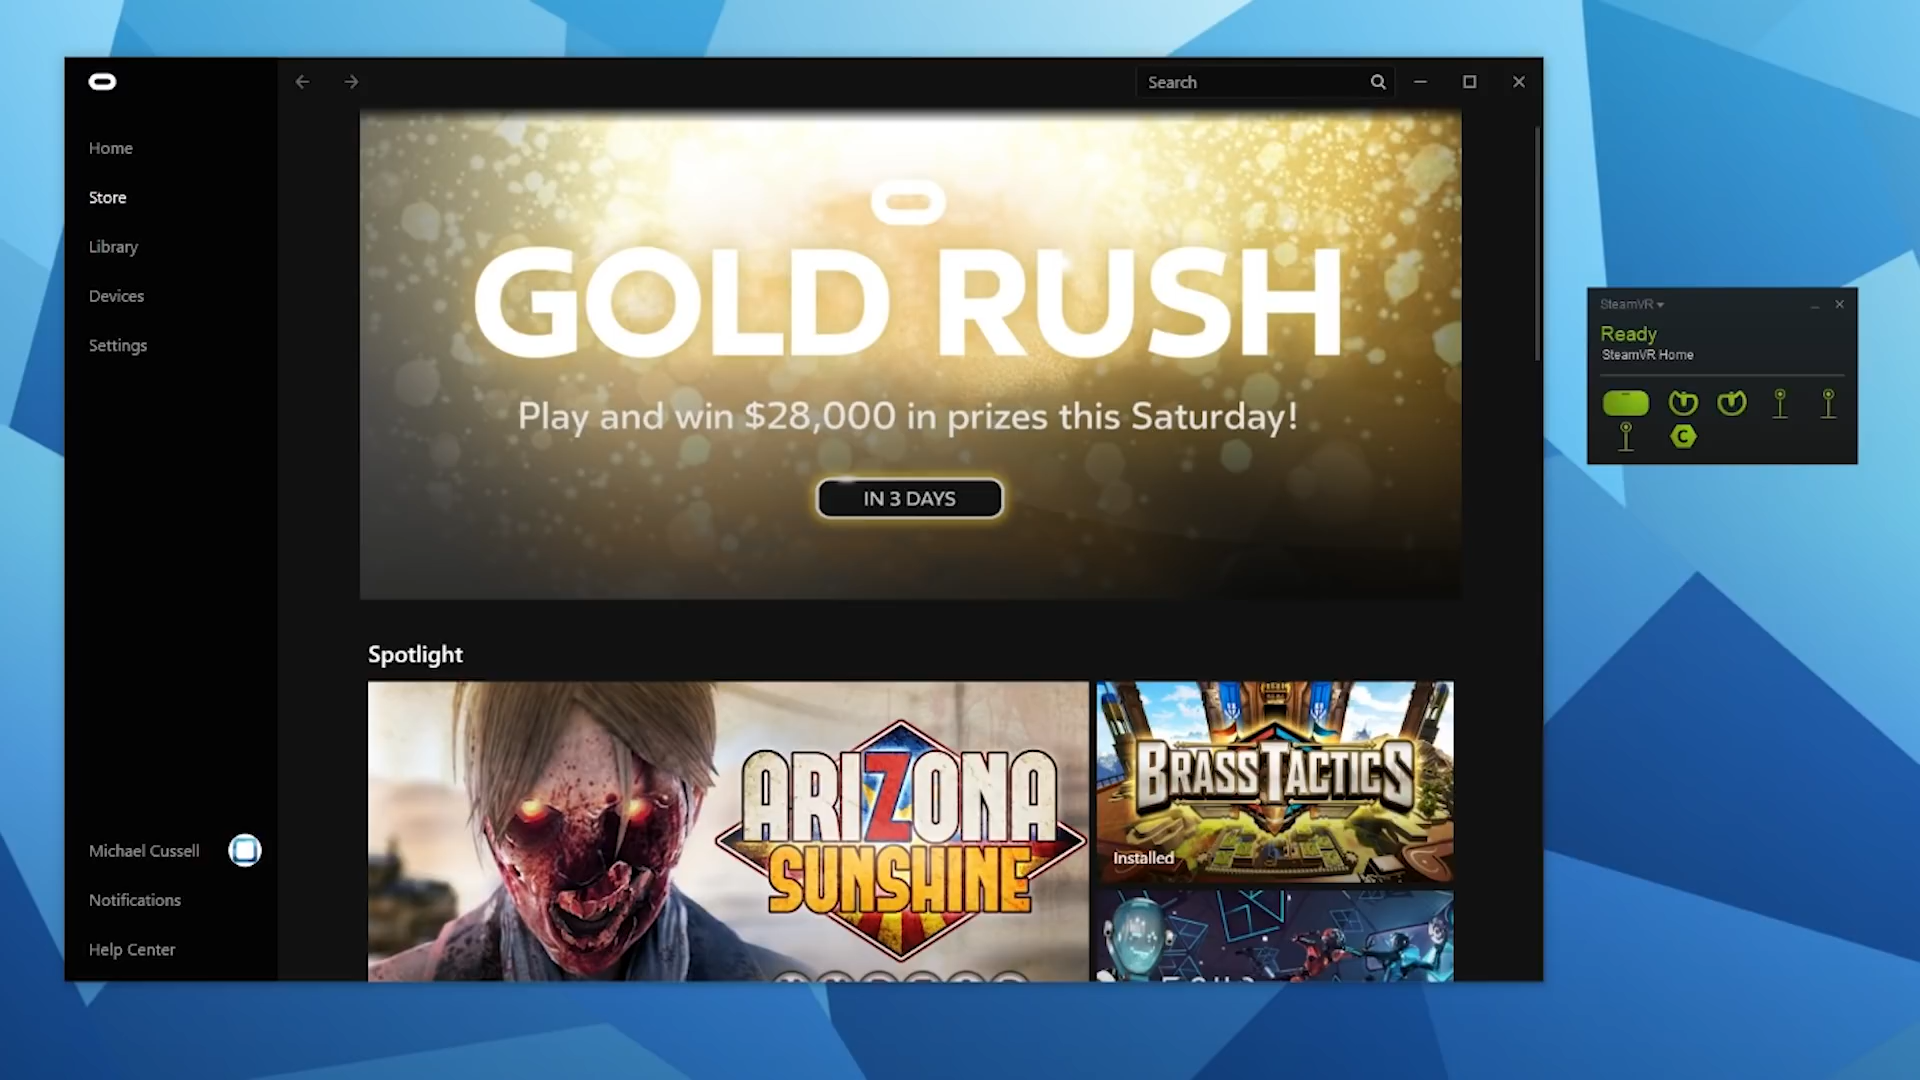 Search
Home
Store
Library
Devices
Settings
GOLD RUSH
Play and win $28,000 in prizes this Saturday!
IN 3 DAYS
Spotlight
ARIZONA
SUNSHINE
BRASS TACTICS
Installed
Michael Cussell
Notifications
Help Center
SteamVR
Ready
SteamVR Home
C